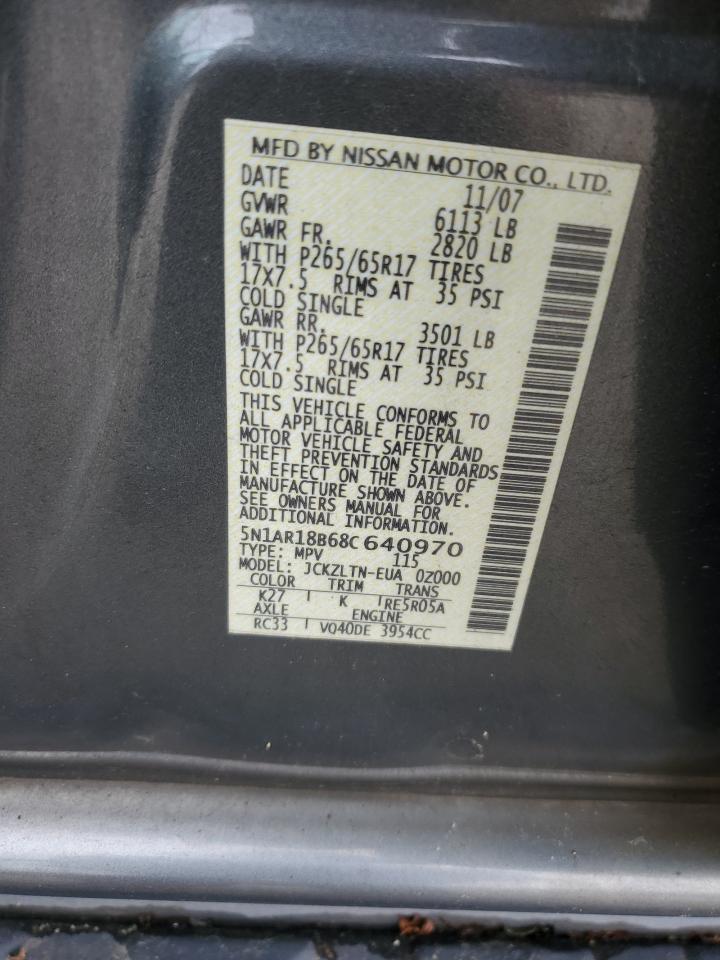 MFD BY NISSAN MOTOR CO., LTD.
DATE 11/07
GVWR 6113 LB
GAWR FR. 2820 LB
WITH P265/65R17 TIRES
17X7.5 RIMS AT 35 PSI
COLD SINGLE
GAWR RR. 3501 LB
WITH P265/65R17 TIRES
17X7.5 RIMS AT 35 PSI
COLD SINGLE
THIS VEHICLE CONFORMS TO
ALL APPLICABLE FEDERAL
MOTOR VEHICLE SAFETY AND
THEFT PREVENTION STANDARDS
IN EFFECT ON THE DATE OF
MANUFACTURE SHOWN ABOVE.
SEE OWNERS MANUAL FOR
ADDITIONAL INFORMATION.
5N1AR18B68C640970
TYPE: MPV 115
MODEL: JCKZLTN-EUA 0Z000
COLOR TRIM TRANS
K27 K RE5R05A
AXLE ENGINE
RC33 VQ40DE 3954CC